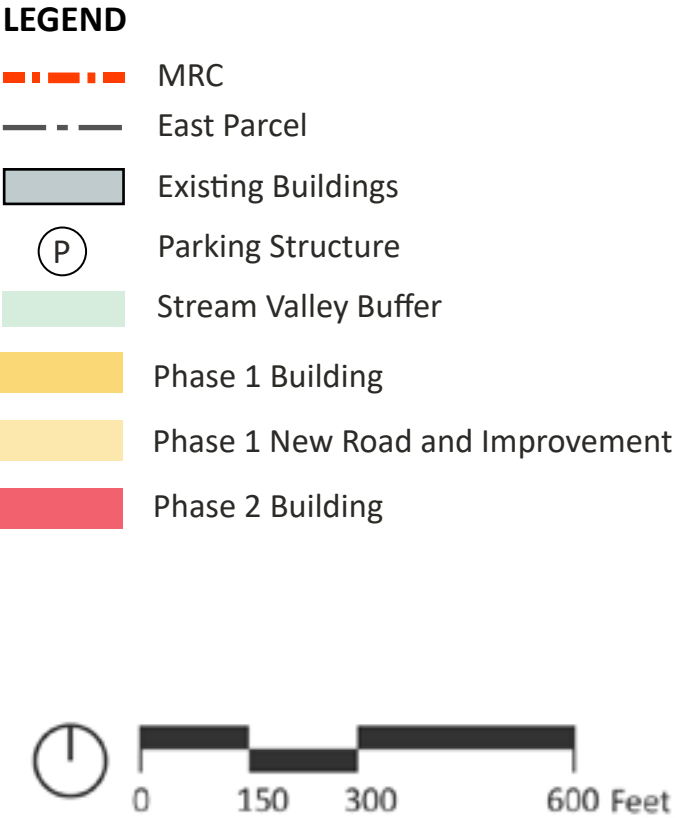 LEGEND
MRC
East Parcel
Existing Buildings
P Parking Structure
Stream Valley Buffer
Phase 1 Building
Phase 1 New Road and Improvement
Phase 2 Building
0 150 300 600 Feet